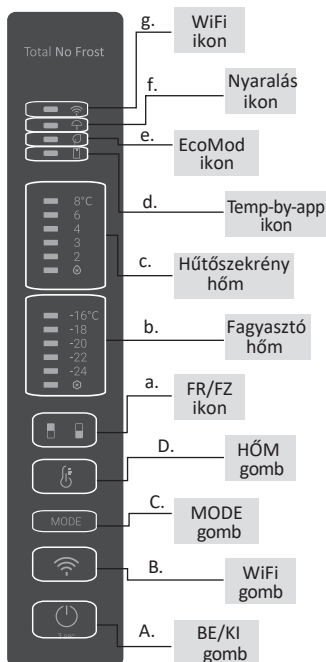 g.
WiFi
ikon
Total No Frost
f.
Nyaralás
ikon
e.
EcoMod
ikon
d.
Temp-by-app
ikon
8°C
6
4
3
2
c.
Hűtőszekrény
hőm
b.
Fagyasztó
hőm
-16°C
-18
-20
-22
-24
a.
FR/FZ
ikon
D.
HŐM
gomb
C.
MODE
gomb
MODE
B.
WiFi
gomb
A.
BE/KI
gomb
3 sec